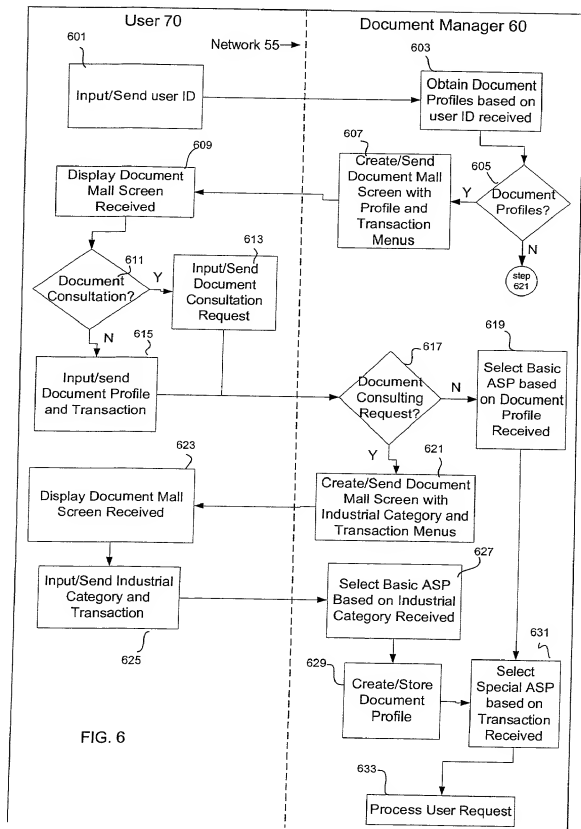 User 70
Document Manager 60
Network 55
601
Input/Send user ID
603
Obtain Document
Profiles based on
user ID received
605
Document
Profiles?
Y
N
step
621
607
Create/Send
Document Mall
Screen with
Profile and
Transaction
Menus
609
Display Document
Mall Screen
Received
611
Document
Consultation?
Y
N
613
Input/Send
Document
Consultation
Request
615
Input/send
Document Profile
and Transaction
617
Document
Consulting
Request?
N
Y
619
Select Basic
ASP based
on Document
Profile
Received
621
Create/Send Document
Mall Screen with
Industrial Category and
Transaction Menus
623
Display Document Mall
Screen Received
Input/Send Industrial
Category and
Transaction
625
627
Select Basic ASP
Based on Industrial
Category Received
629
Create/Store
Document
Profile
631
Select
Special ASP
based on
Transaction
Received
633
Process User Request
FIG. 6